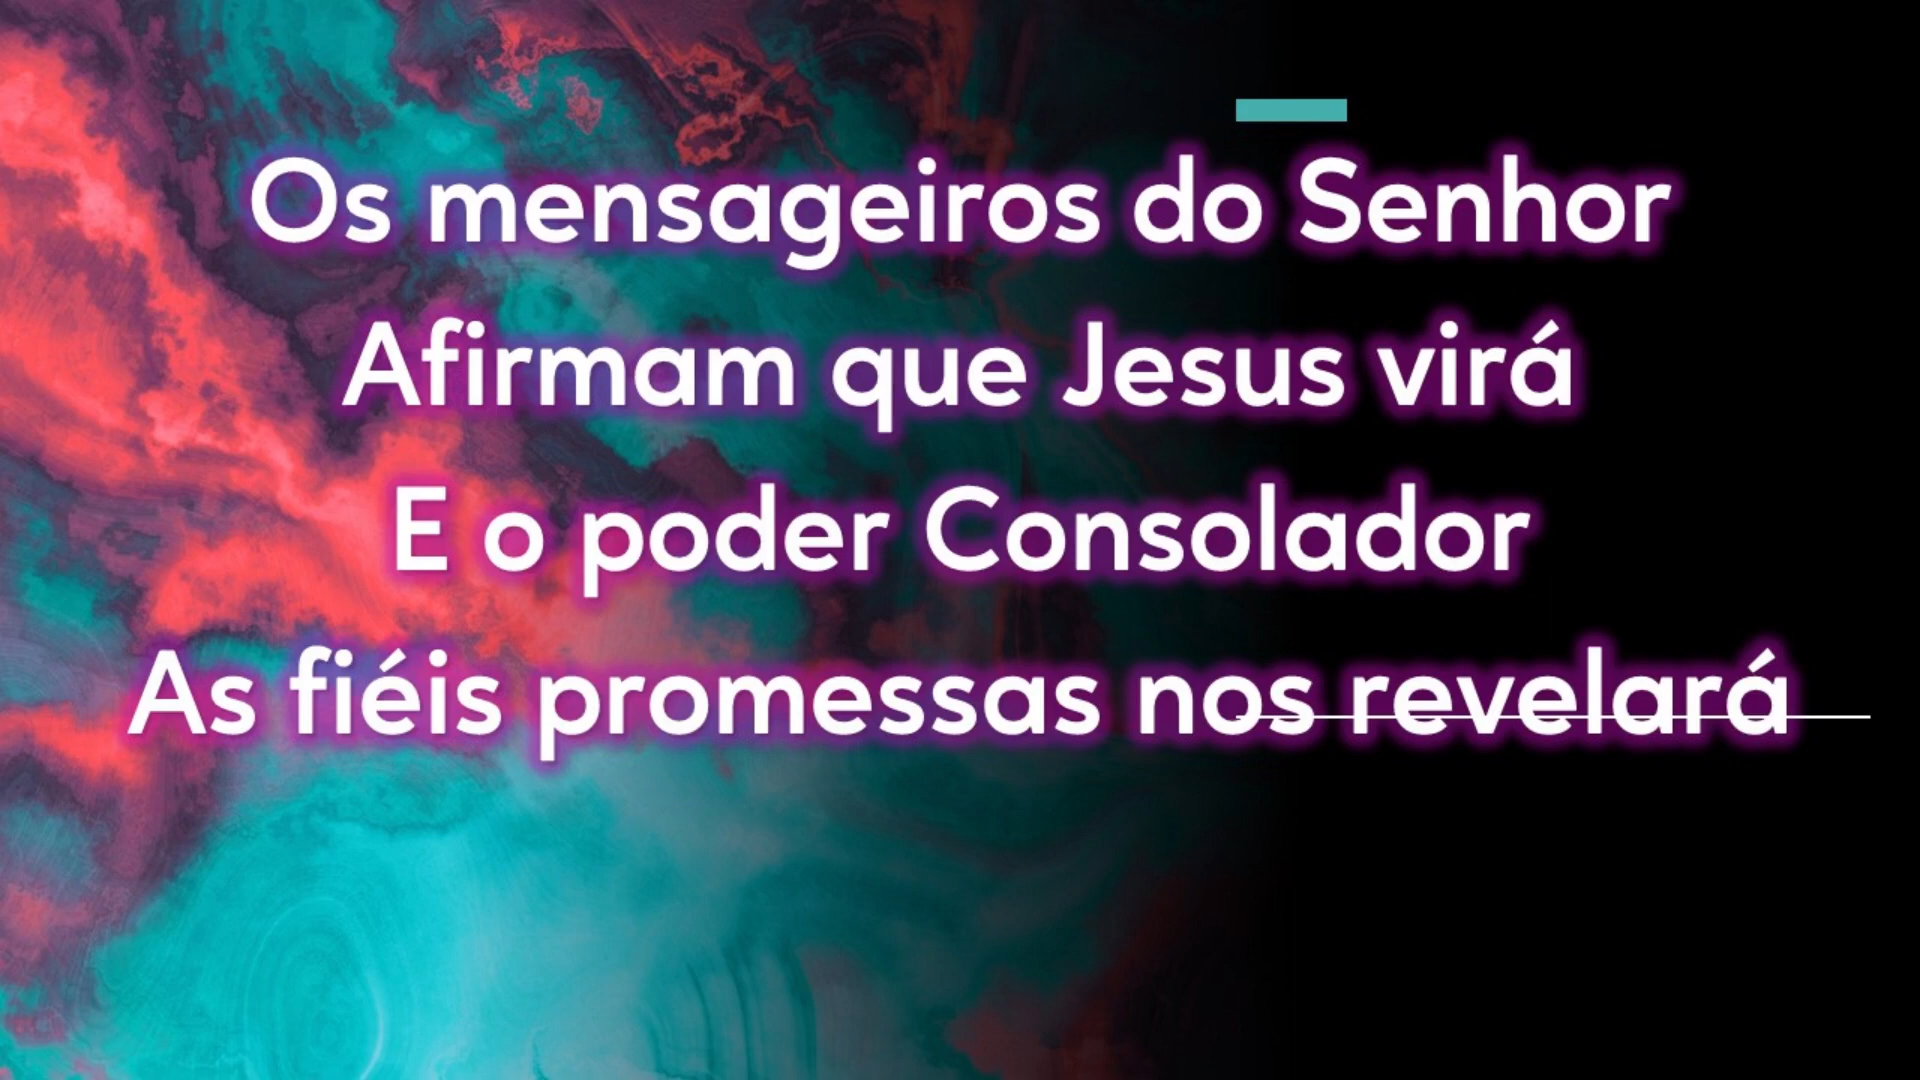 Os mensageiros do Senhor
Afirmam que Jesus virá
E o poder Consolador
As fiéis promessas nos revelará